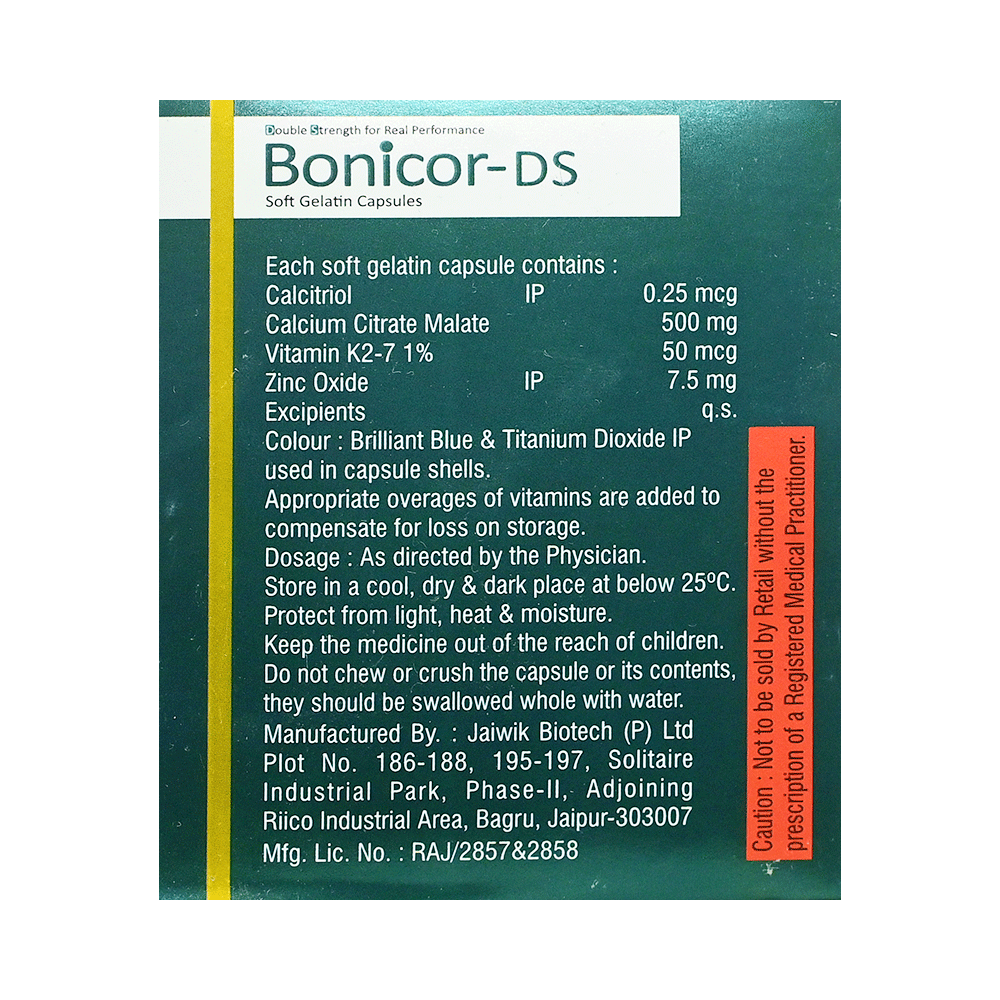 Double Strength for Real Performance
Bonicor-DS
Soft Gelatin Capsules
Each soft gelatin capsule contains :
Calcitriol IP 0.25 mcg
Calcium Citrate Malate 500 mg
Vitamin K2-7 1% 50 mcg
Zinc Oxide IP 7.5 mg
Excipients q.s.
Colour : Brilliant Blue & Titanium Dioxide IP
used in capsule shells.
Appropriate overages of vitamins are added to
compensate for loss on storage.
Dosage : As directed by the Physician.
Store in a cool, dry & dark place at below 25ºC.
Protect from light, heat & moisture.
Keep the medicine out of the reach of children.
Do not chew or crush the capsule or its contents,
they should be swallowed whole with water.
Manufactured By. : Jaiwik Biotech (P) Ltd
Plot No. 186-188, 195-197, Solitaire
Industrial Park, Phase-II, Adjoining
Riico Industrial Area, Bagru, Jaipur-303007
Mfg. Lic. No. : RAJ/2857&2858
Caution : Not to be sold by Retail without the
prescription of a Registered Medical Practitioner.